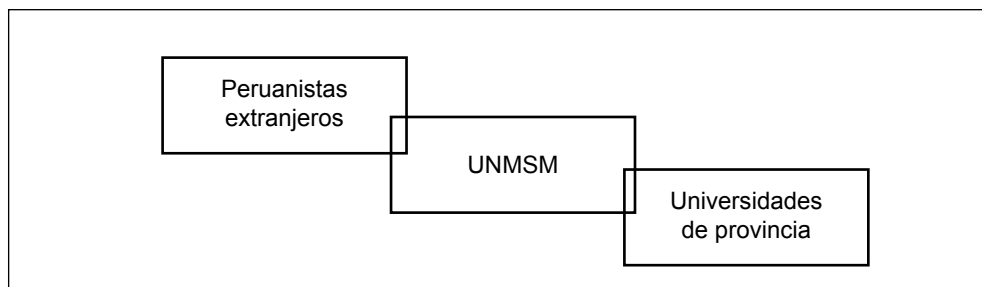 Peruanistas
extranjeros
UNMSM
Universidades
de provincia